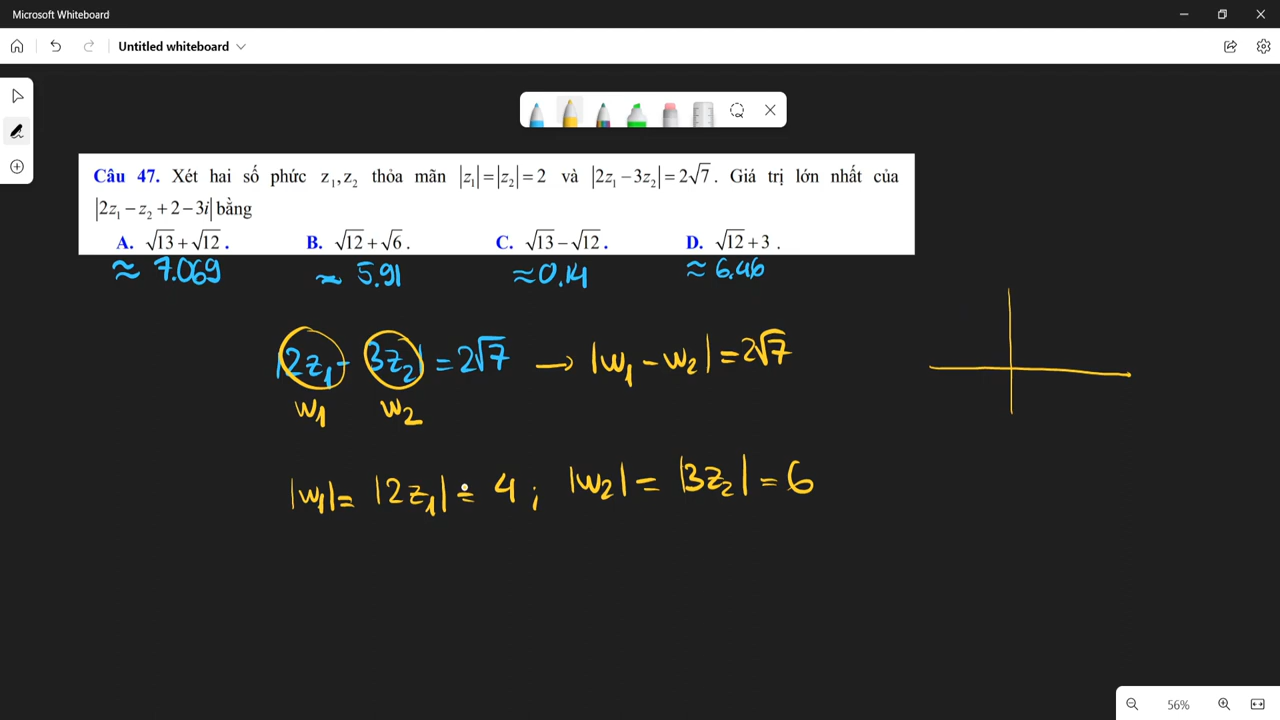 Microsoft Whiteboard
Untitled whiteboard
Câu 47. Xét hai số phức z₁,z₂ thỏa mãn |z₁|=|z₂|=2 và |2z₁−3z₂|=2√7. Giá trị lớn nhất của
|2z₁−z₂+2−3i| bằng
A. √13+√12. B. √12+√6. C. √13−√12. D. √12+3.
≈ 7.069 ≈ 5.91 ≈0.14 ≈ 6.46
|2z₁ - 3z₂| = 2√7 → |w₁ - w₂| = 2√7
w₁ w₂
|w₁| = |2z₁| = 4 ; |w₂| = |3z₂| = 6
56%